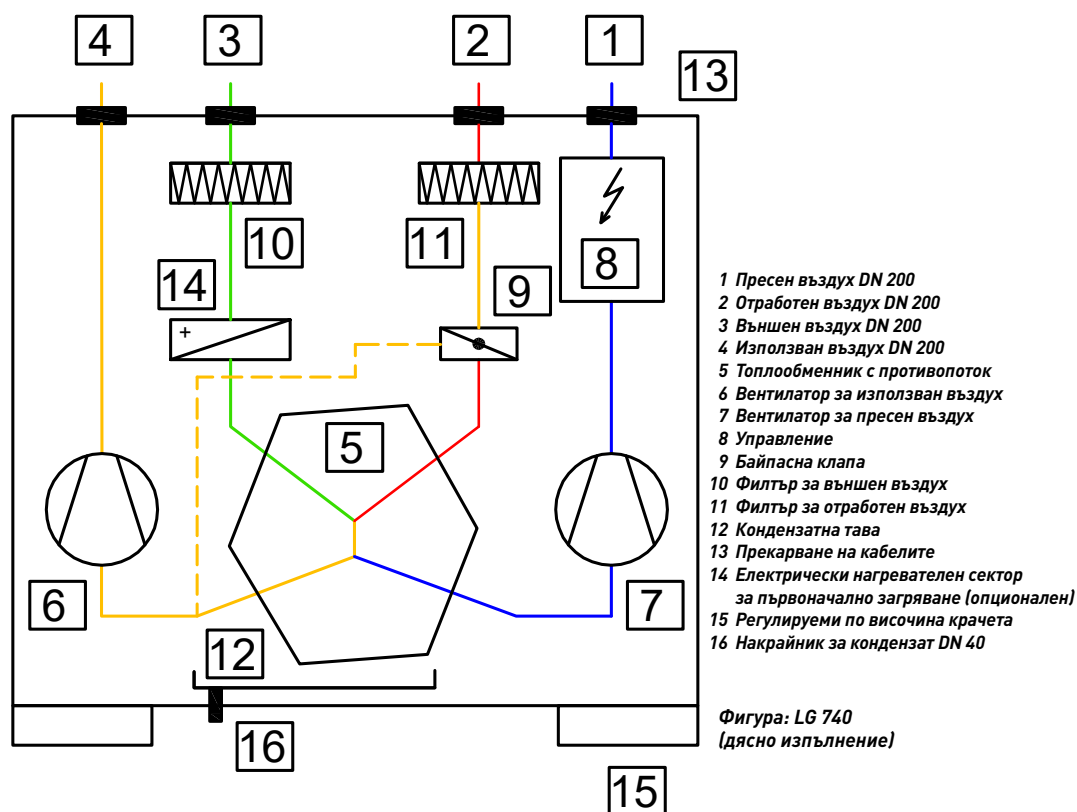 4 3 2 1
13
10 11 8
14 9
5
6 7
12
16
15
1 Пресен въздух DN 200
2 Отработен въздух DN 200
3 Външен въздух DN 200
4 Използван въздух DN 200
5 Топлообменник с противопоток
6 Вентилатор за използван въздух
7 Вентилатор за пресен въздух
8 Управление
9 Байпасна клапа
10 Филтър за външен въздух
11 Филтър за отработен въздух
12 Кондензатна тава
13 Прекарване на кабелите
14 Електрически нагревателен сектор
за първоначално загряване (опционален)
15 Регулируеми по височина крачета
16 Накрайник за кондензат DN 40
Фигура: LG 740
(дясно изпълнение)
+